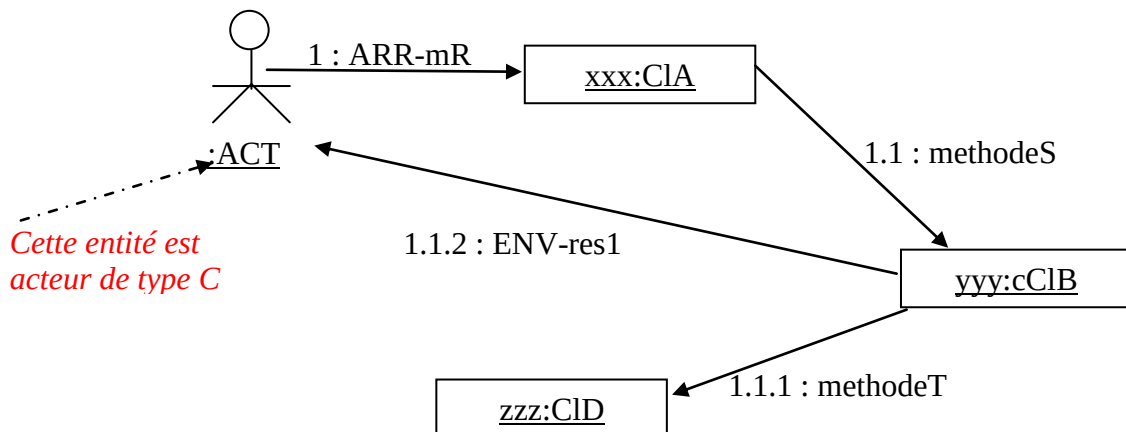 1 : ARR-mR
xxx:ClA
:ACT
1.1 : methodeS
Cette entité est
acteur de type C
1.1.2 : ENV-res1
yyy:cClB
1.1.1 : methodeT
zzz:ClD